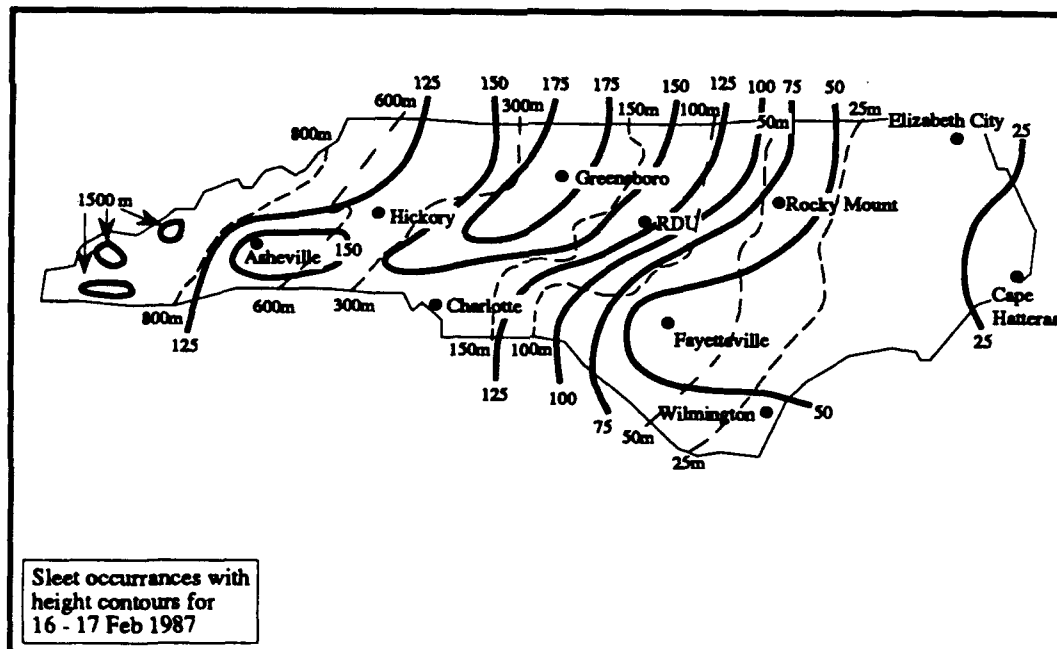 125 150 175 175 150 125 100 75 50
600m 300m 150m 100m 50m 25m
800m
Elizabeth City
25
Greensboro
1500 m
Hickory
RDU
Rocky Mount
150
Asheville
Cape
Hatteras
800m 600m 300m Charlotte
125
150m 100m
Fayettsville
25
125 100 75
Wilmington
50
50m
25m
Sleet occurrances with
height contours for
16 - 17 Feb 1987